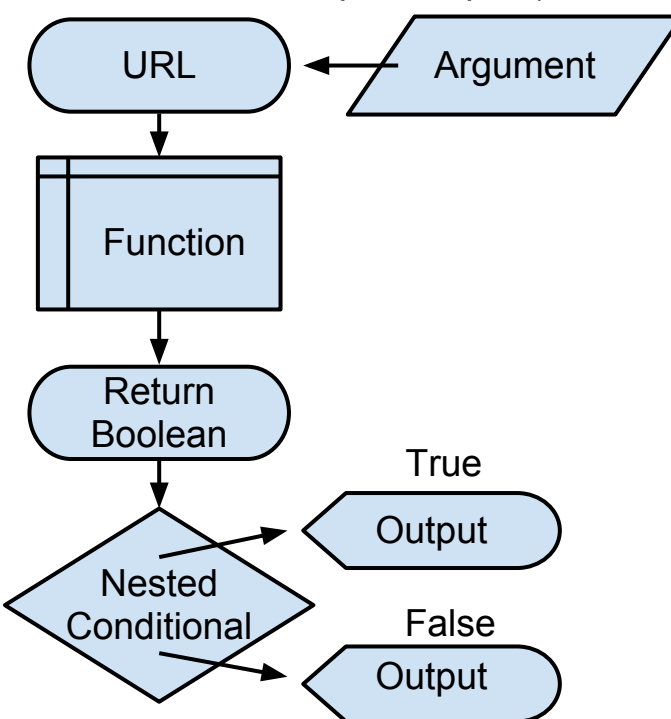 URL
Argument
Function
Return
Boolean
True
Output
Nested
Conditional
False
Output